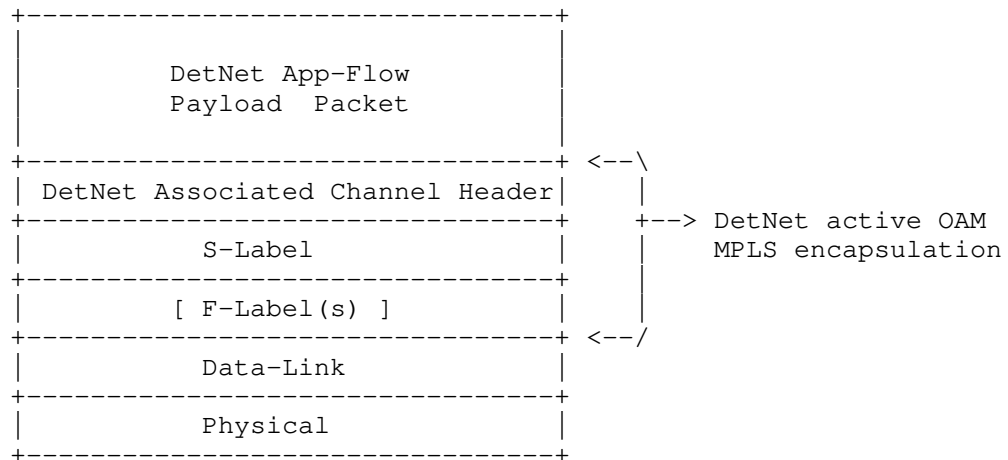 +---------------------------------+
|                                 |
|         DetNet App-Flow         |
|         Payload  Packet         |
|                                 |
+---------------------------------+ <--\
| DetNet Associated Channel Header|    |
+---------------------------------+    +--> DetNet active OAM
|           S-Label               |    |    MPLS encapsulation
+---------------------------------+    |
|         [ F-Label(s) ]          |    |
+---------------------------------+ <--/
|           Data-Link             |
+---------------------------------+
|           Physical              |
+---------------------------------+